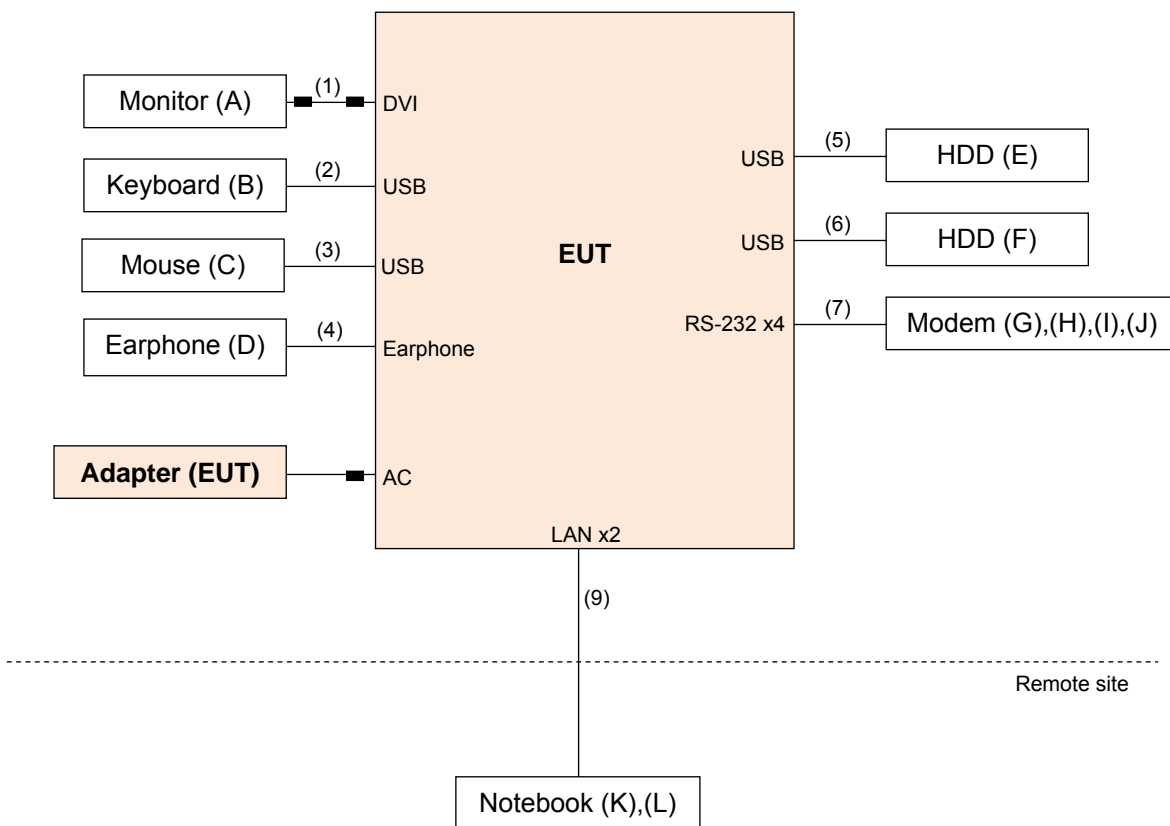 (1)
Monitor (A)
DVI
(2)
Keyboard (B)
USB
(3)
Mouse (C)
USB
(4)
Earphone (D)
Earphone
Adapter (EUT)
AC
EUT
(5)
USB
HDD (E)
(6)
USB
HDD (F)
(7)
RS-232 x4
Modem (G),(H),(I),(J)
LAN x2
(9)
Remote site
Notebook (K),(L)